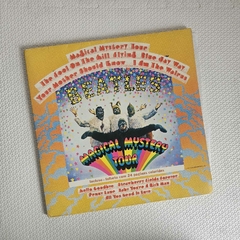 Magical Mystery Tour
The Fool On The Hill Flying Blue Jay Way
Your Mother Should Know I Am The Walrus
BEATLES
MAGICAL MYSTERY TOUR
Hello Goodbye Strawberry Fields Forever
Penny Lane Baby You're A Rich Man
All You Need Is Love